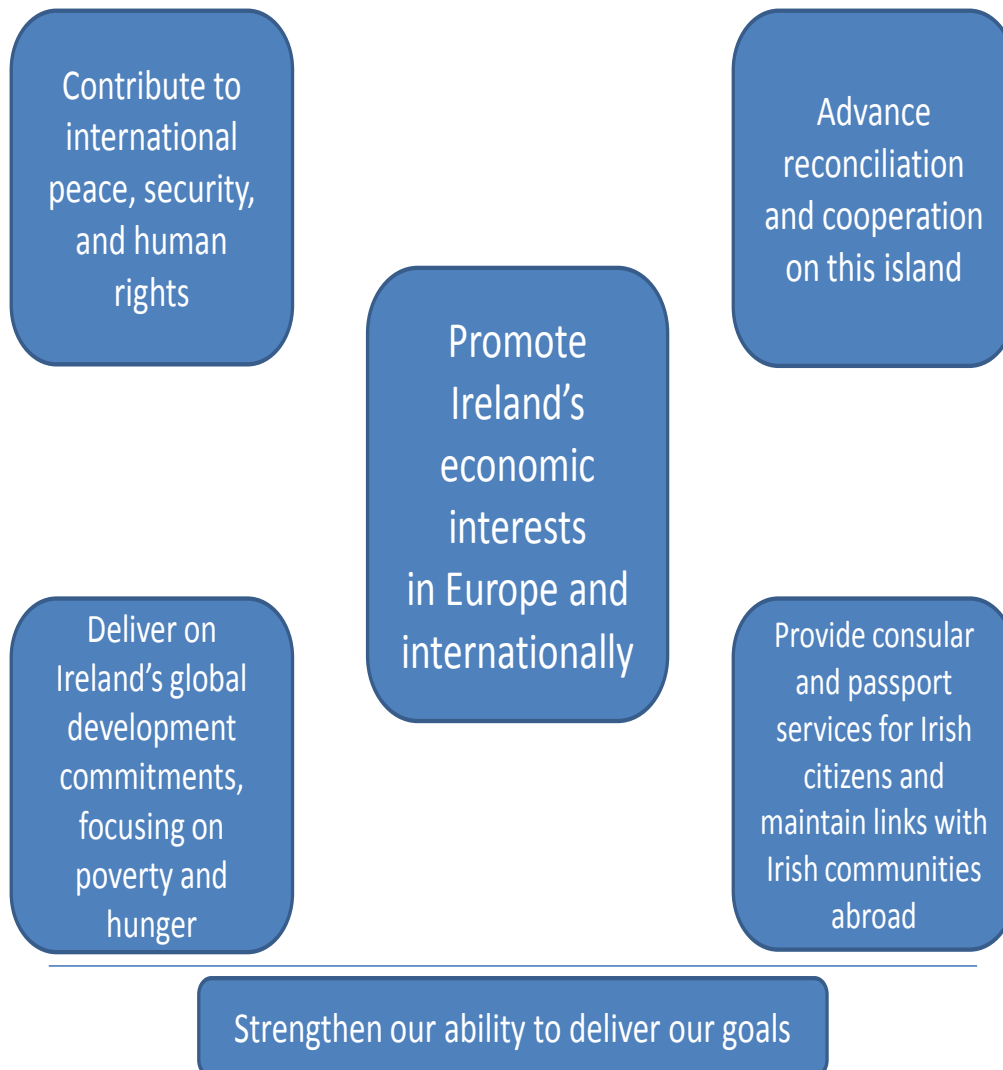 Contribute to
international
peace, security,
and human
rights
Advance
reconciliation
and cooperation
on this island
Promote
Ireland’s
economic
interests
in Europe and
internationally
Deliver on
Ireland’s global
development
commitments,
focusing on
poverty and
hunger
Provide consular
and passport
services for Irish
citizens and
maintain links with
Irish communities
abroad
Strengthen our ability to deliver our goals